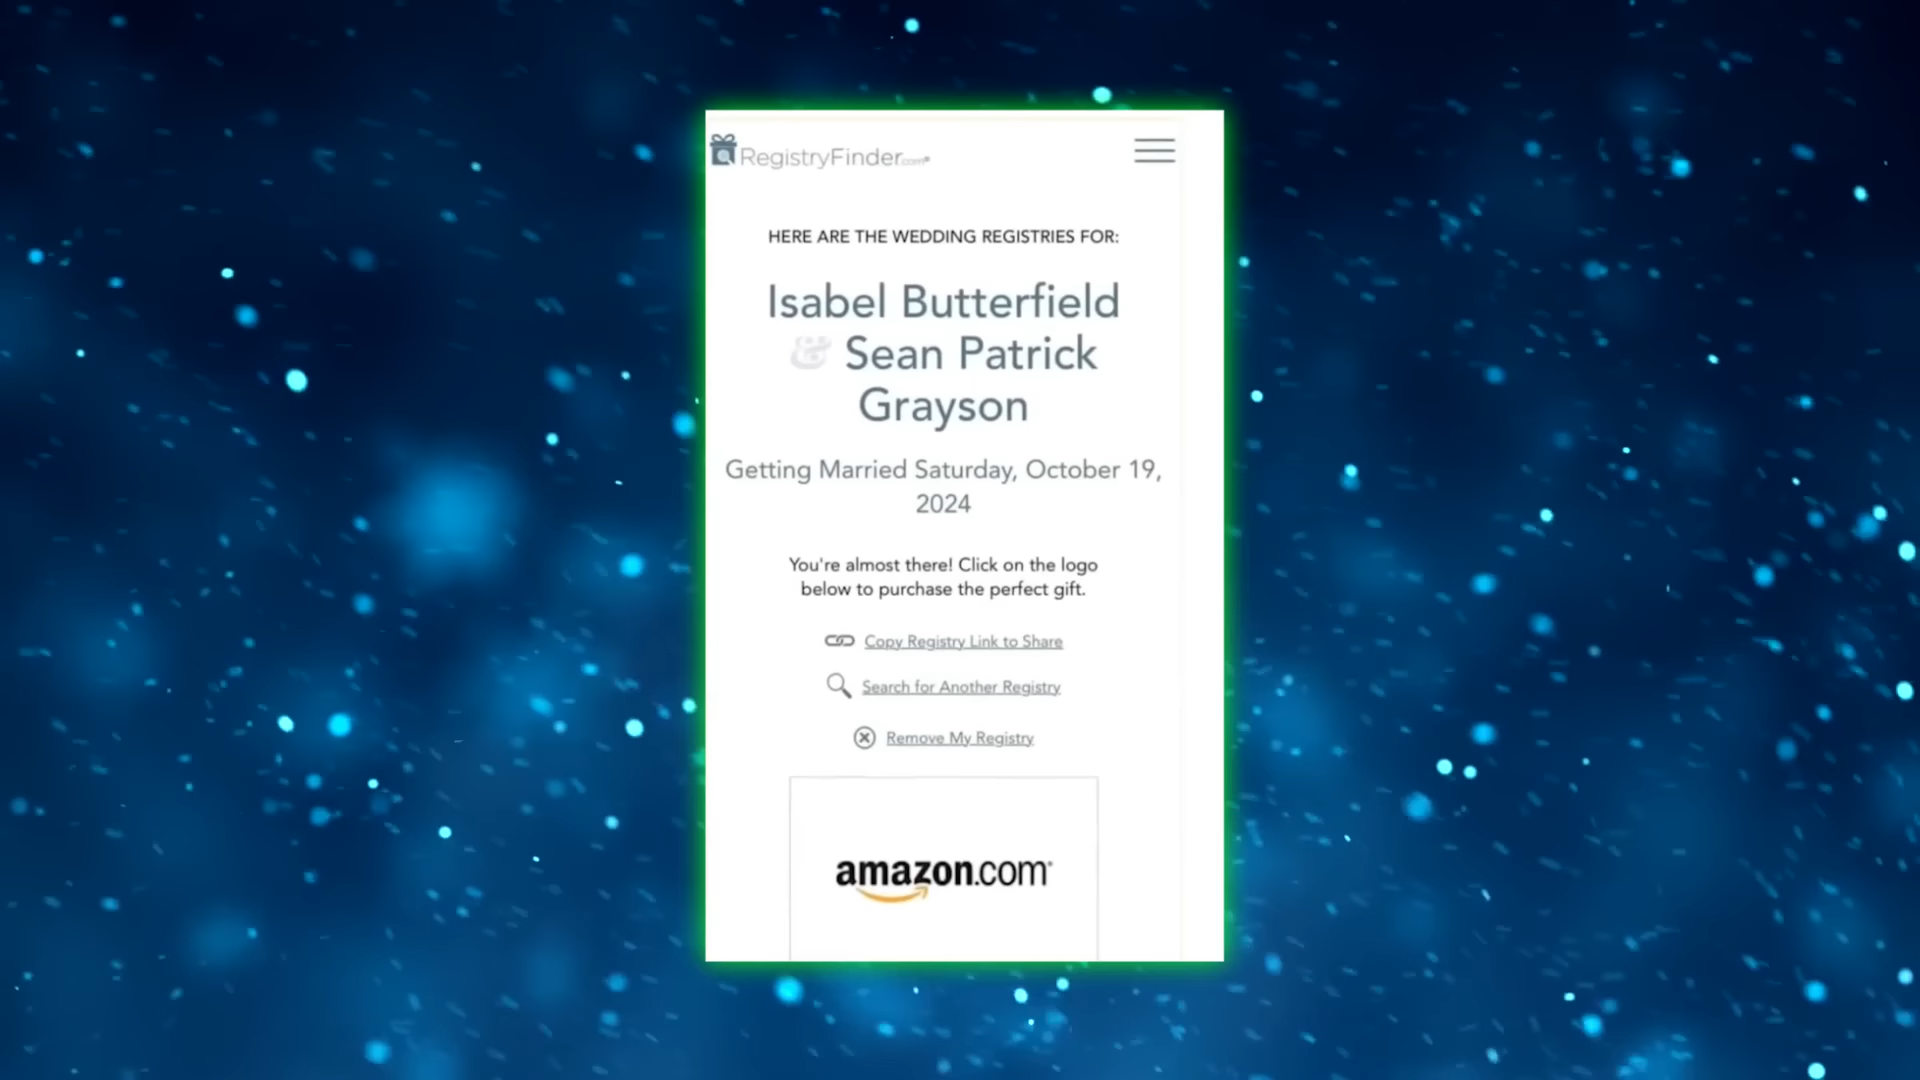 RegistryFinder.com®
HERE ARE THE WEDDING REGISTRIES FOR:
Isabel Butterfield
& Sean Patrick
Grayson
Getting Married Saturday, October 19,
2024
You're almost there! Click on the logo
below to purchase the perfect gift.
Copy Registry Link to Share
Search for Another Registry
Remove My Registry
amazon.com®